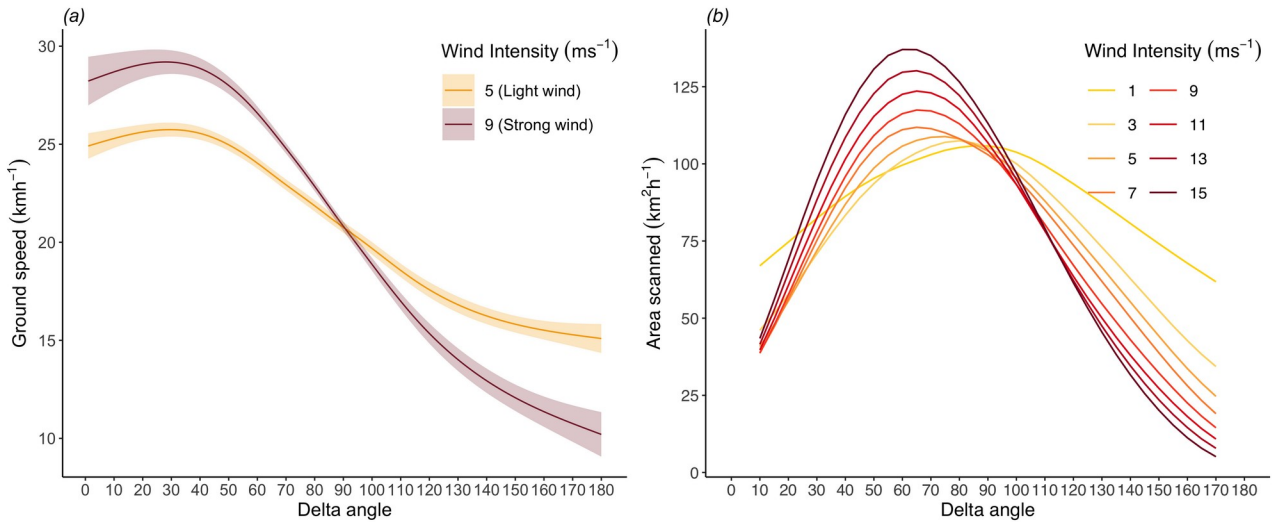 (a)
Wind Intensity (ms⁻¹)
5 (Light wind)
9 (Strong wind)
Ground speed (kmh⁻¹)
30
25
20
15
10
0 10 20 30 40 50 60 70 80 90 100 110 120 130 140 150 160 170 180
Delta angle
(b)
Wind Intensity (ms⁻¹)
1 9
3 11
5 13
7 15
Area scanned (km²h⁻¹)
125
100
75
50
25
0
0 10 20 30 40 50 60 70 80 90 100 110 120 130 140 150 160 170 180
Delta angle